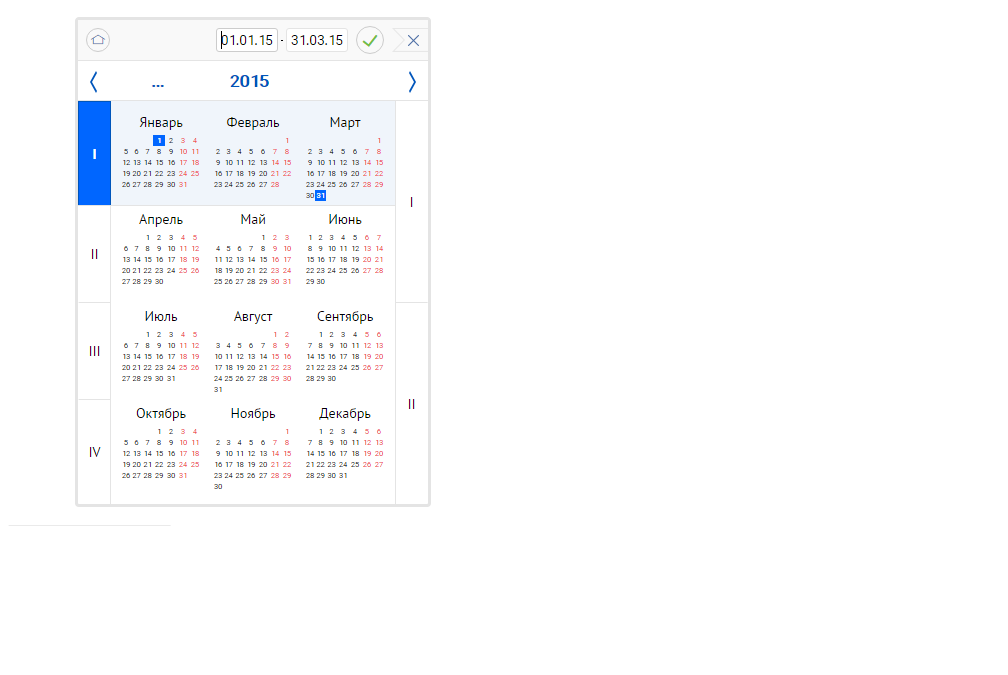 01.01.15 - 31.03.15
... 2015
I
Январь
1 2 3 4
5 6 7 8 9 10 11
12 13 14 15 16 17 18
19 20 21 22 23 24 25
26 27 28 29 30 31
Февраль
1
2 3 4 5 6 7 8
9 10 11 12 13 14 15
16 17 18 19 20 21 22
23 24 25 26 27 28
Март
1
2 3 4 5 6 7 8
9 10 11 12 13 14 15
16 17 18 19 20 21 22
23 24 25 26 27 28 29
30 31
I
II
Апрель
1 2 3 4 5
6 7 8 9 10 11 12
13 14 15 16 17 18 19
20 21 22 23 24 25 26
27 28 29 30
Май
1 2 3
4 5 6 7 8 9 10
11 12 13 14 15 16 17
18 19 20 21 22 23 24
25 26 27 28 29 30 31
Июнь
1 2 3 4 5 6 7
8 9 10 11 12 13 14
15 16 17 18 19 20 21
22 23 24 25 26 27 28
29 30
III
Июль
1 2 3 4 5
6 7 8 9 10 11 12
13 14 15 16 17 18 19
20 21 22 23 24 25 26
27 28 29 30 31
Август
1 2
3 4 5 6 7 8 9
10 11 12 13 14 15 16
17 18 19 20 21 22 23
24 25 26 27 28 29 30
31
Сентябрь
1 2 3 4 5 6
7 8 9 10 11 12 13
14 15 16 17 18 19 20
21 22 23 24 25 26 27
28 29 30
II
IV
Октябрь
1 2 3 4
5 6 7 8 9 10 11
12 13 14 15 16 17 18
19 20 21 22 23 24 25
26 27 28 29 30 31
Ноябрь
1
2 3 4 5 6 7 8
9 10 11 12 13 14 15
16 17 18 19 20 21 22
23 24 25 26 27 28 29
30
Декабрь
1 2 3 4 5 6
7 8 9 10 11 12 13
14 15 16 17 18 19 20
21 22 23 24 25 26 27
28 29 30 31